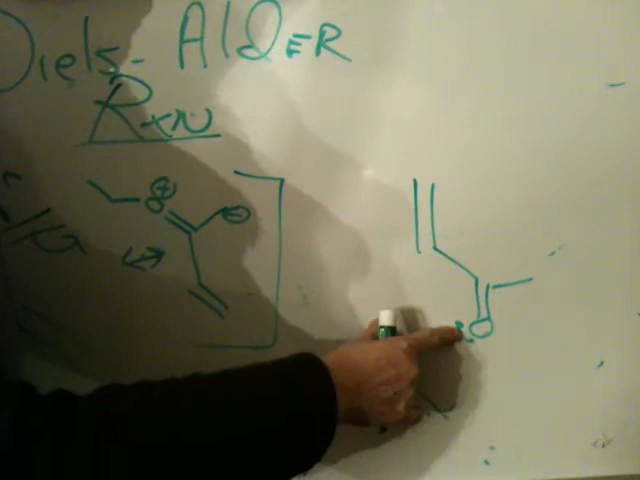 Diels-AldER
Rxn
O ⊕
⊖
↔
O